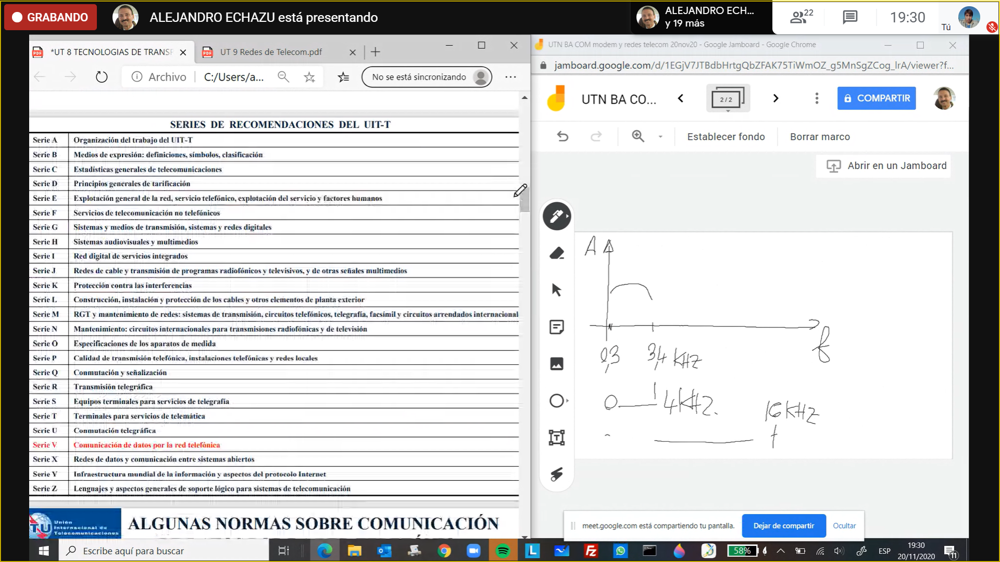 GRABANDO
ALEJANDRO ECHAZU está presentando
ALEJANDRO ECH...
y 19 más
22
19:30
Tú
*UT 8 TECNOLOGIAS DE TRANSF
UT 9 Redes de Telecom.pdf
Archivo
C:/Users/a...
No se está sincronizando
SERIES DE RECOMENDACIONES DEL UIT-T
Serie A Organización del trabajo del UIT-T
Serie B Medios de expresión: definiciones, símbolos, clasificación
Serie C Estadísticas generales de telecomunicaciones
Serie D Principios generales de tarificación
Serie E Explotación general de la red, servicio telefónico, explotación del servicio y factores humanos
Serie F Servicios de telecomunicación no telefónicos
Serie G Sistemas y medios de transmisión, sistemas y redes digitales
Serie H Sistemas audiovisuales y multimedios
Serie I Red digital de servicios integrados
Serie J Redes de cable y transmisión de programas radiofónicos y televisivos, y de otras señales multimedios
Serie K Protección contra las interferencias
Serie L Construcción, instalación y protección de los cables y otros elementos de planta exterior
Serie M RGT y mantenimiento de redes: sistemas de transmisión, circuitos telefónicos, telegrafía, facsímil y circuitos arrendados internacional
Serie N Mantenimiento: circuitos internacionales para transmisiones radiofónicas y de televisión
Serie O Especificaciones de los aparatos de medida
Serie P Calidad de transmisión telefónica, instalaciones telefónicas y redes locales
Serie Q Conmutación y señalización
Serie R Transmisión telegráfica
Serie S Equipos terminales para servicios de telegrafía
Serie T Terminales para servicios de telemática
Serie U Conmutación telegráfica
Serie V Comunicación de datos por la red telefónica
Serie X Redes de datos y comunicación entre sistemas abiertos
Serie Y Infraestructura mundial de la información y aspectos del protocolo Internet
Serie Z Lenguajes y aspectos generales de soporte lógico para sistemas de telecomunicación
Unión
Internacional de
Telecomunicaciones
ALGUNAS NORMAS SOBRE COMUNICACIÓN
UTN BA COM modem y redes telecom 20nov20 - Google Jamboard - Google Chrome
jamboard.google.com/d/1EGjV7JTBdbHrtgQbZFAK75TiWmOZ_g5MnSgZCog_lrA/viewer?f...
UTN BA CO...
2 / 2
COMPARTIR
Establecer fondo
Borrar marco
Abrir en un Jamboard
A
f
0,3 3,4 KHZ
0 4KHZ.
16KHZ
meet.google.com está compartiendo tu pantalla.
Dejar de compartir
Ocultar
Escribe aquí para buscar
58%
ESP
19:30
20/11/2020
11